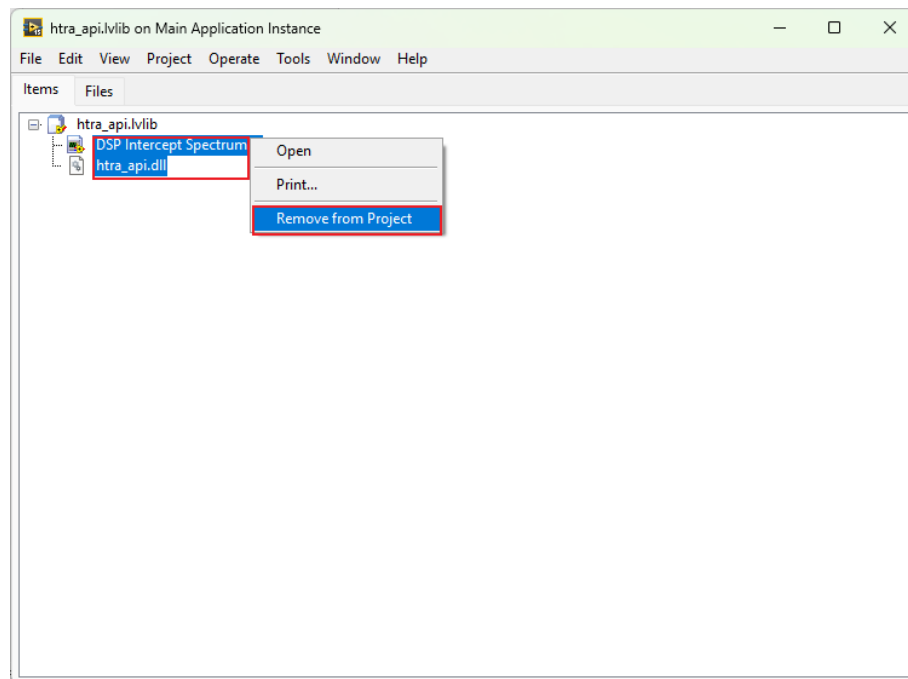 htra_api.lvlib on Main Application Instance
File Edit View Project Operate Tools Window Help
Items Files
htra_api.lvlib
DSP Intercept Spectrum
htra_api.dll
Open
Print...
Remove from Project